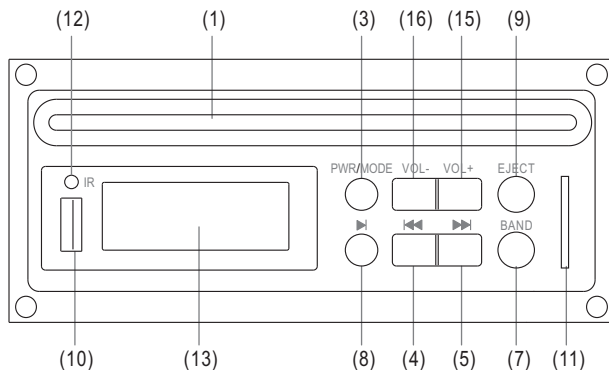 (12) (1) (3) (16) (15) (9)
PWR/MODE VOL- VOL+ EJECT
IR
BAND
(10) (13) (8) (4) (5) (7) (11)